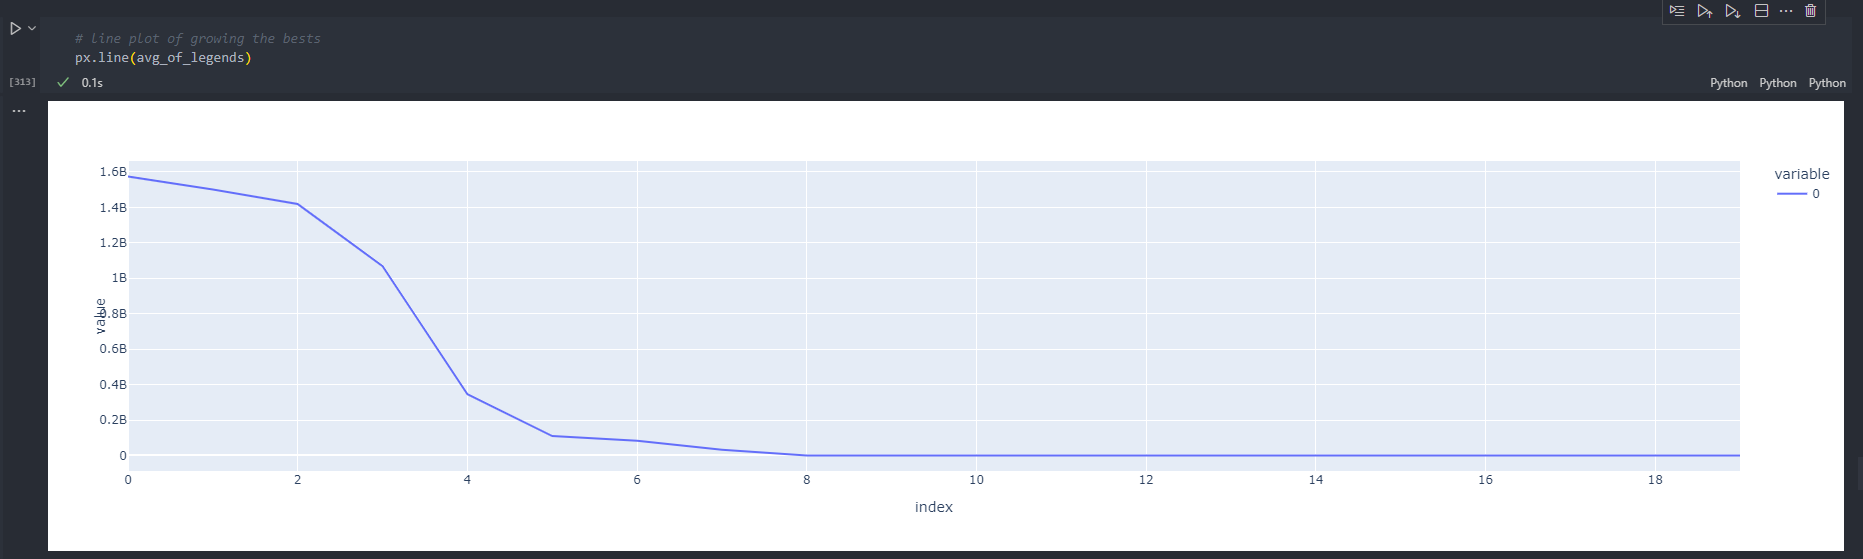 # line plot of growing the bests
px.line(avg_of_legends)
[313]
0.1s
Python Python Python
1.6B
1.4B
1.2B
1B
0.8B
0.6B
0.4B
0.2B
0
value
0 2 4 6 8 10 12 14 16 18
index
variable
0